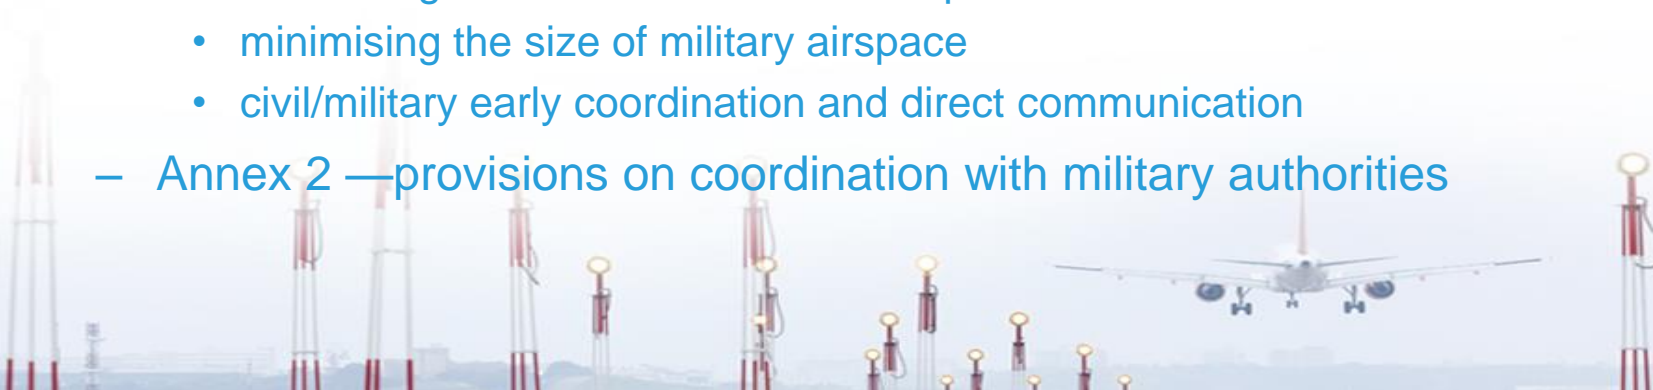 • minimising the size of military airspace
• civil/military early coordination and direct communication
– Annex 2 —provisions on coordination with military authorities